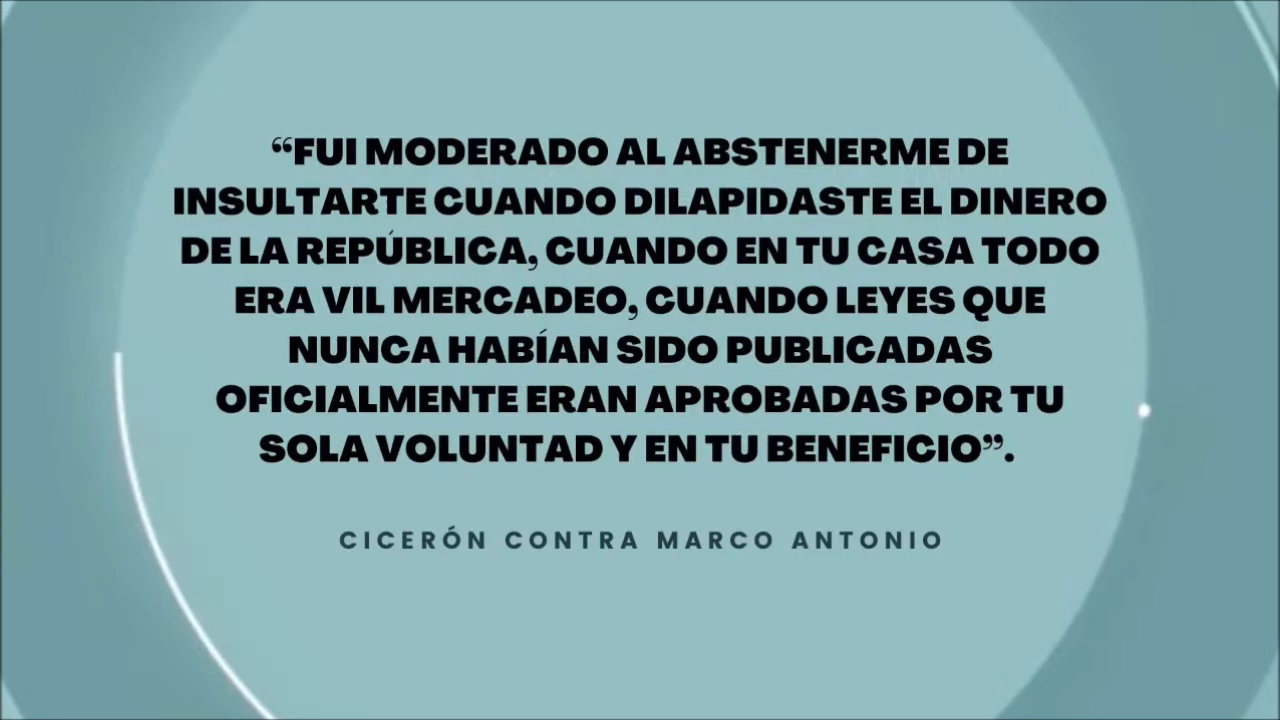 “FUI MODERADO AL ABSTENERME DE
INSULTARTE CUANDO DILAPIDASTE EL DINERO
DE LA REPÚBLICA, CUANDO EN TU CASA TODO
ERA VIL MERCADEO, CUANDO LEYES QUE
NUNCA HABÍAN SIDO PUBLICADAS
OFICIALMENTE ERAN APROBADAS POR TU
SOLA VOLUNTAD Y EN TU BENEFICIO”.
CICERÓN CONTRA MARCO ANTONIO